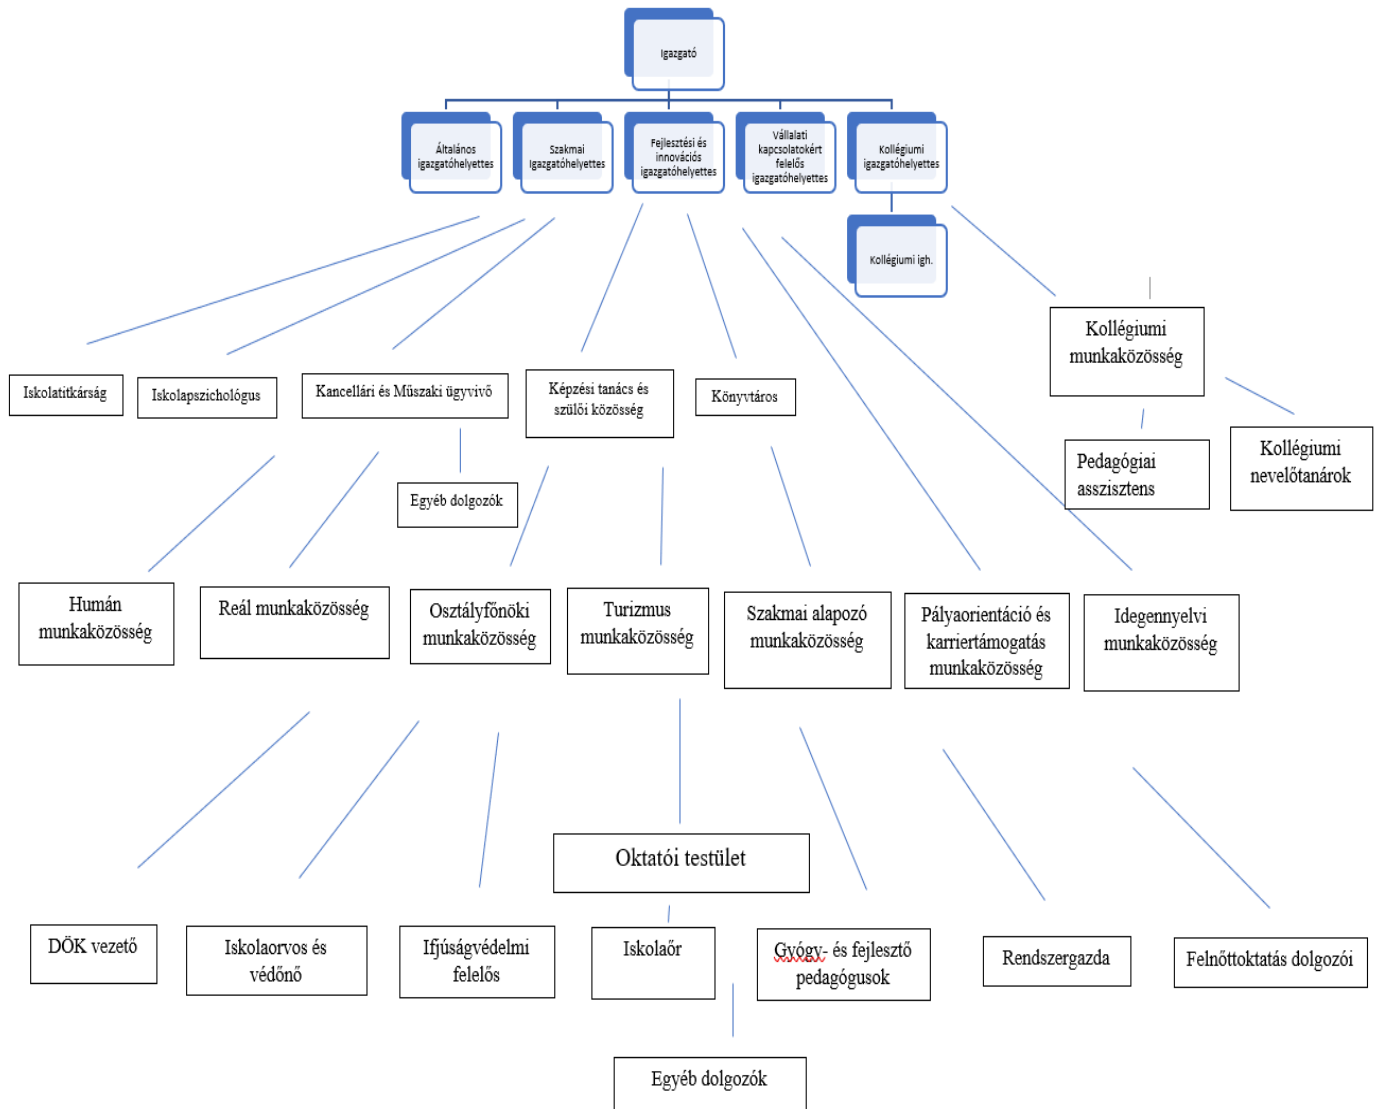 Igazgató
Általános
igazgatóhelyettes
Szakmai
Igazgatóhelyettes
Fejlesztési és
innovációs
igazgatóhelyettes
Vállalati
kapcsolatokért
felelős
igazgatóhelyettes
Kollégiumi
igazgatóhelyettes
Kollégiumi igh.
Kollégiumi
munkaközösség
Iskolatitkárság
Iskolapszichológus
Kancellári és Műszaki ügyvivő
Képzési tanács és
szülői közösség
Könyvtáros
Pedagógiai
asszisztens
Kollégiumi
nevelőtanárok
Egyéb dolgozók
Humán
munkaközösség
Reál munkaközösség
Osztályfőnöki
munkaközösség
Turizmus
munkaközösség
Szakmai alapozó
munkaközösség
Pályaorientáció és
karriertámogatás
munkaközösség
Idegennyelvi
munkaközösség
Oktatói testület
DÖK vezető
Iskolaorvos és
védőnő
Ifjúságvédelmi
felelős
Iskolaőr
Gyógy- és fejlesztő
pedagógusok
Rendszergazda
Felnőttoktatás dolgozói
Egyéb dolgozók